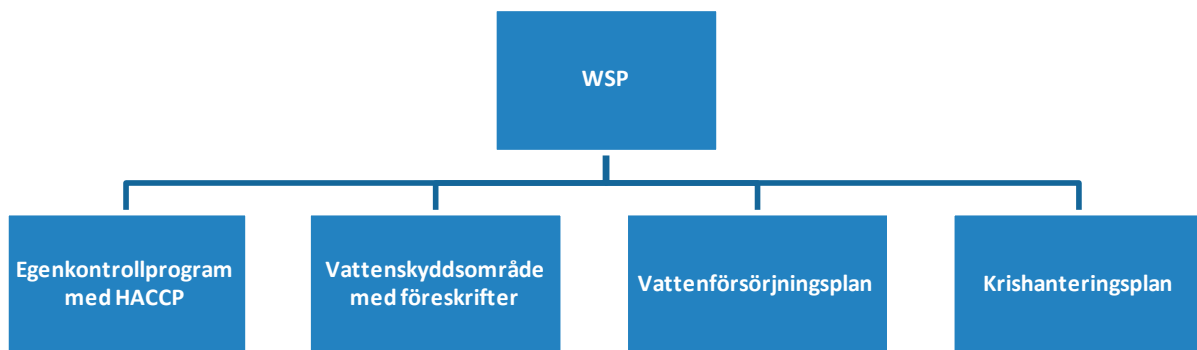 WSP
Egenkontrollprogram
med HACCP
Vattenskyddsområde
med föreskrifter
Vattenförsörjningsplan
Krishanteringsplan